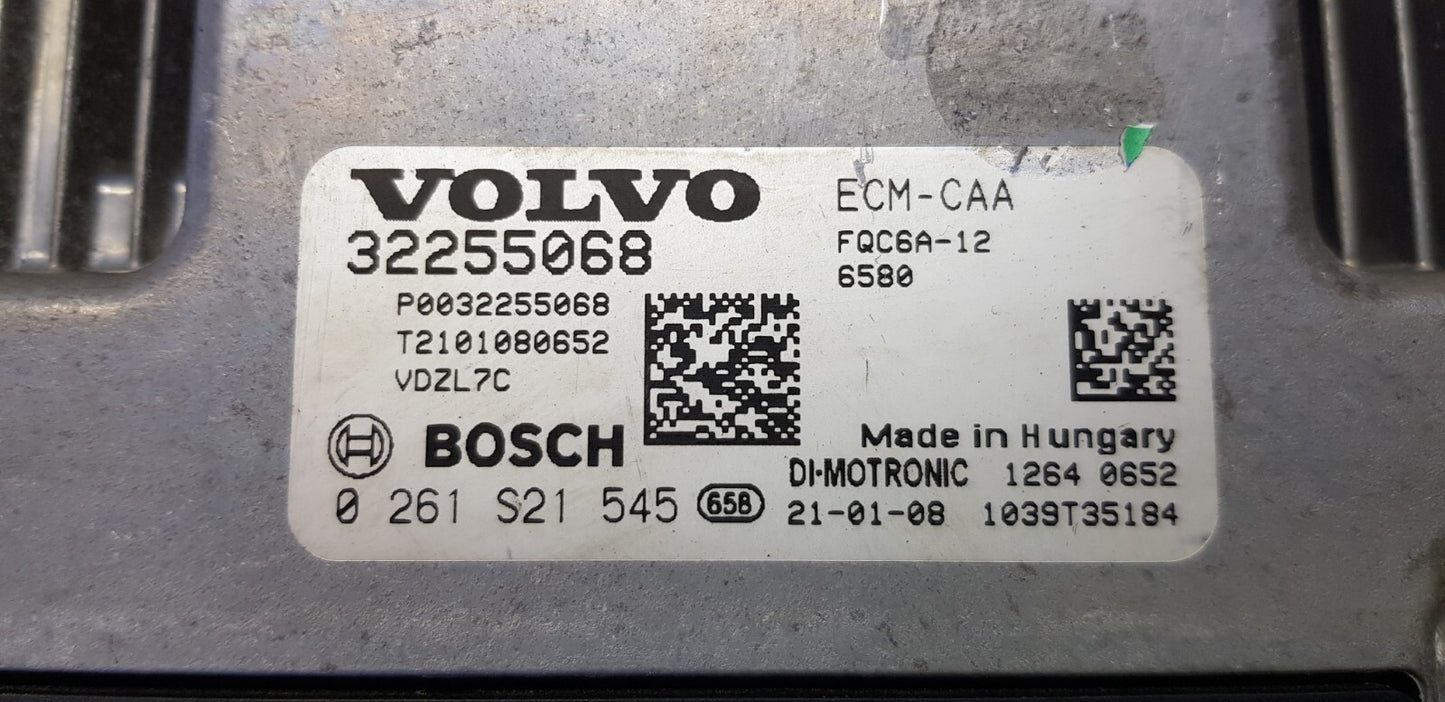 VOLVO
32255068
P0032255068
T2101080652
VDZL7C
ECM-CAA
FQC6A-12
6580
BOSCH
0 261 S21 545 65B
Made in Hungary
DI·MOTRONIC 1264 0652
21-01-08 1039T35184